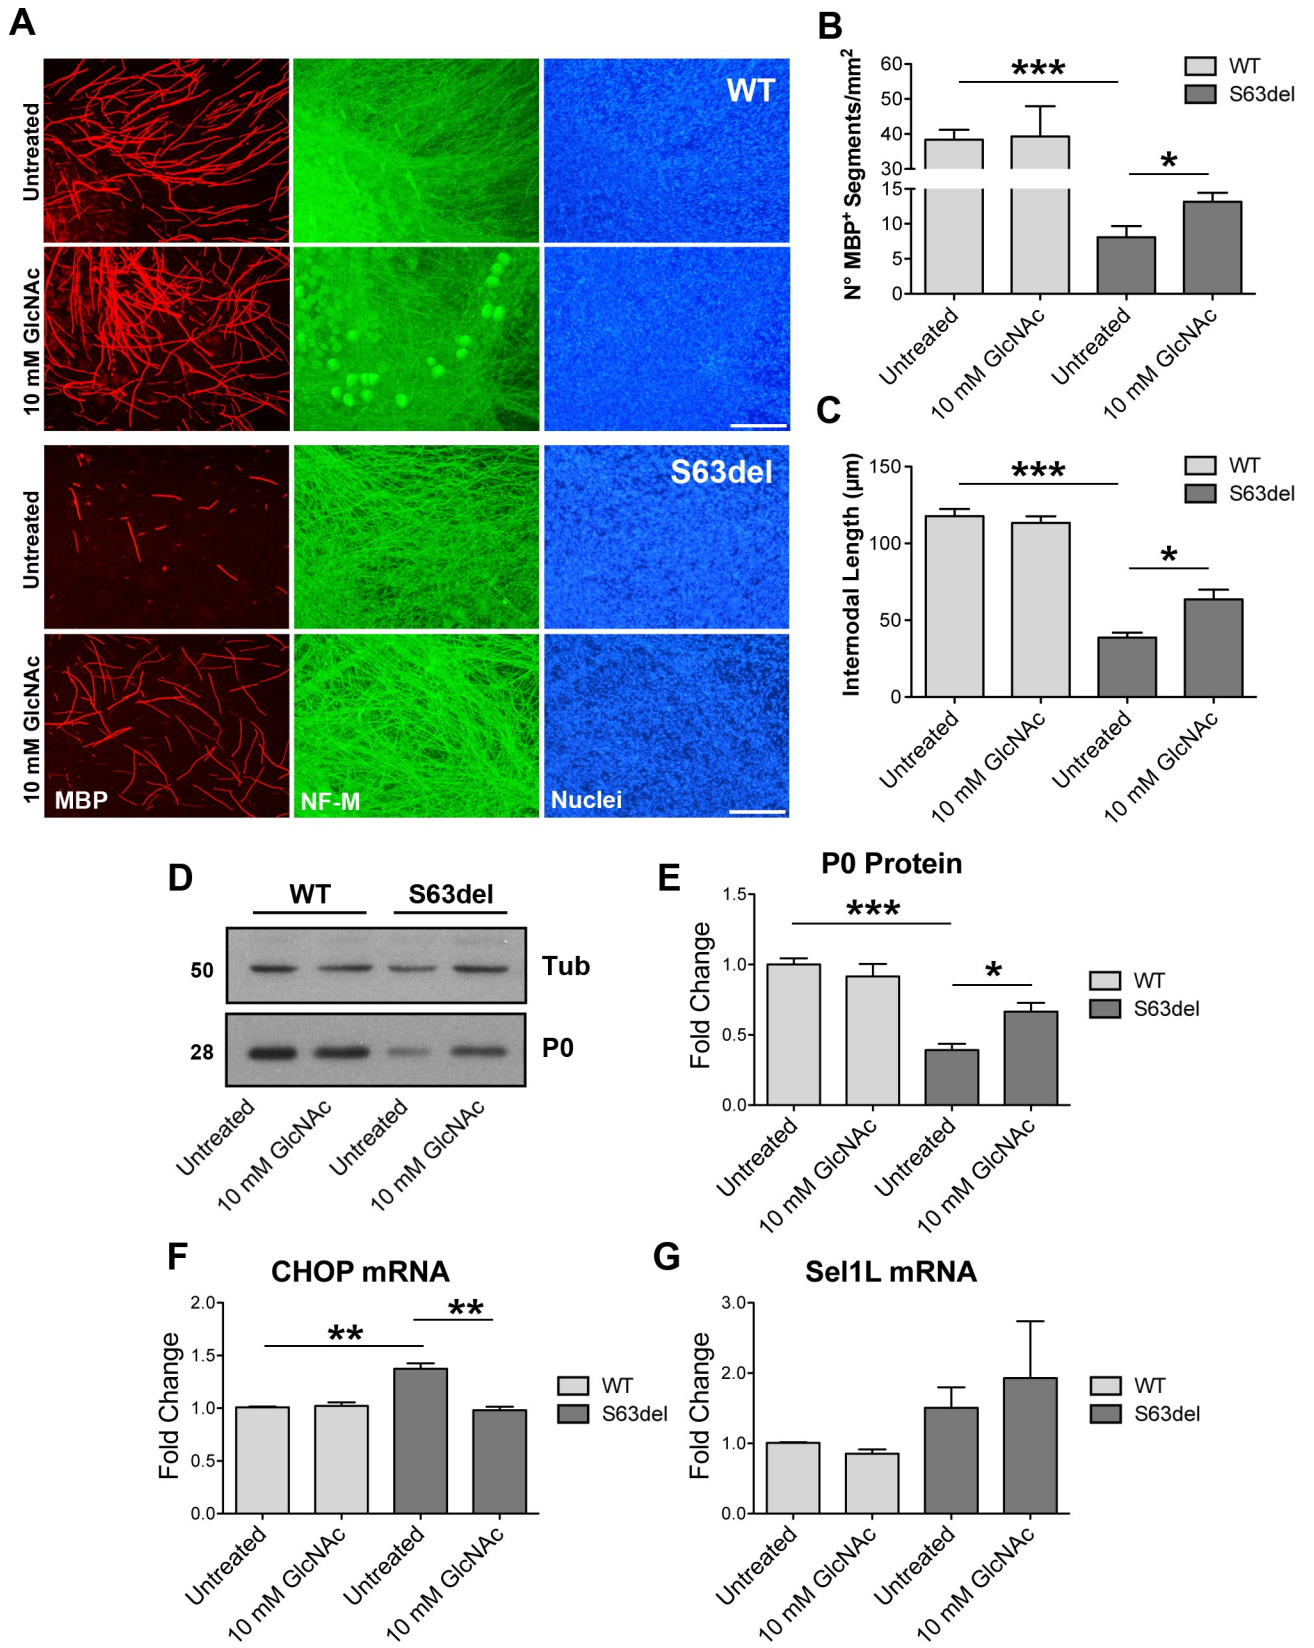 A
Untreated
10 mM GlcNAc
Untreated
10 mM GlcNAc
WT
S63del
MBP
NF-M
Nuclei
B
N° MBP+ Segments/mm2
60
50
40
30
15
10
5
0
***
*
WT
S63del
Untreated
10 mM GlcNAc
Untreated
10 mM GlcNAc
C
Internodal Length (µm)
150
100
50
0
***
*
WT
S63del
Untreated
10 mM GlcNAc
Untreated
10 mM GlcNAc
D
WT
S63del
50
Tub
28
P0
Untreated
10 mM GlcNAc
Untreated
10 mM GlcNAc
E
P0 Protein
Fold Change
1.5
1.0
0.5
0.0
***
*
WT
S63del
Untreated
10 mM GlcNAc
Untreated
10 mM GlcNAc
F
CHOP mRNA
Fold Change
2.0
1.5
1.0
0.5
0.0
**
**
WT
S63del
Untreated
10 mM GlcNAc
Untreated
10 mM GlcNAc
G
Sel1L mRNA
Fold Change
3.0
2.0
1.0
0.0
WT
S63del
Untreated
10 mM GlcNAc
Untreated
10 mM GlcNAc